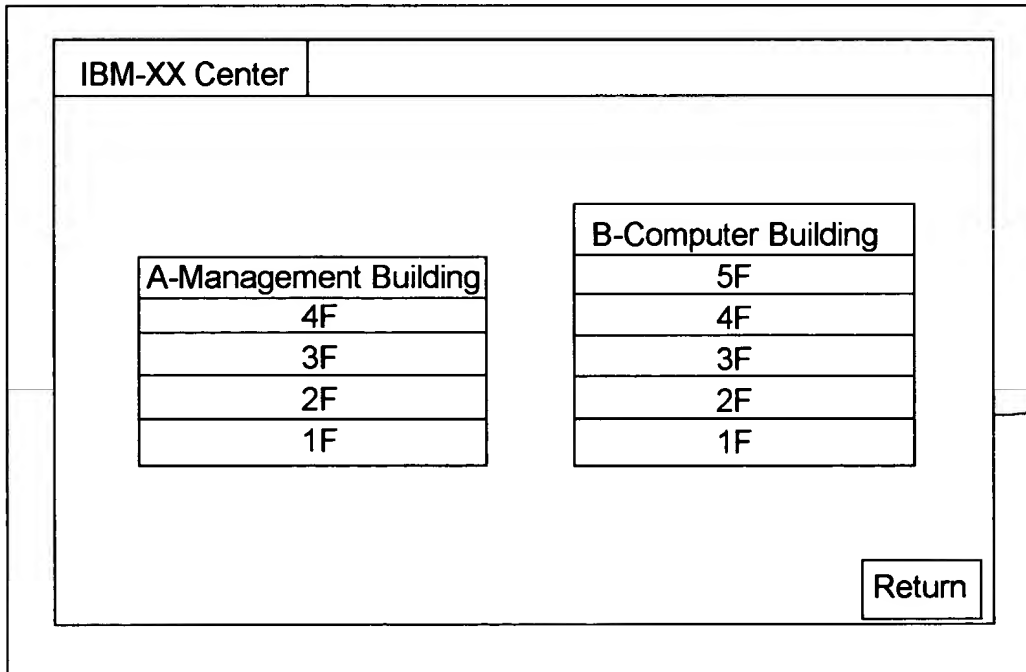 IBM-XX Center
A-Management Building
4F
3F
2F
1F
B-Computer Building
5F
4F
3F
2F
1F
Return